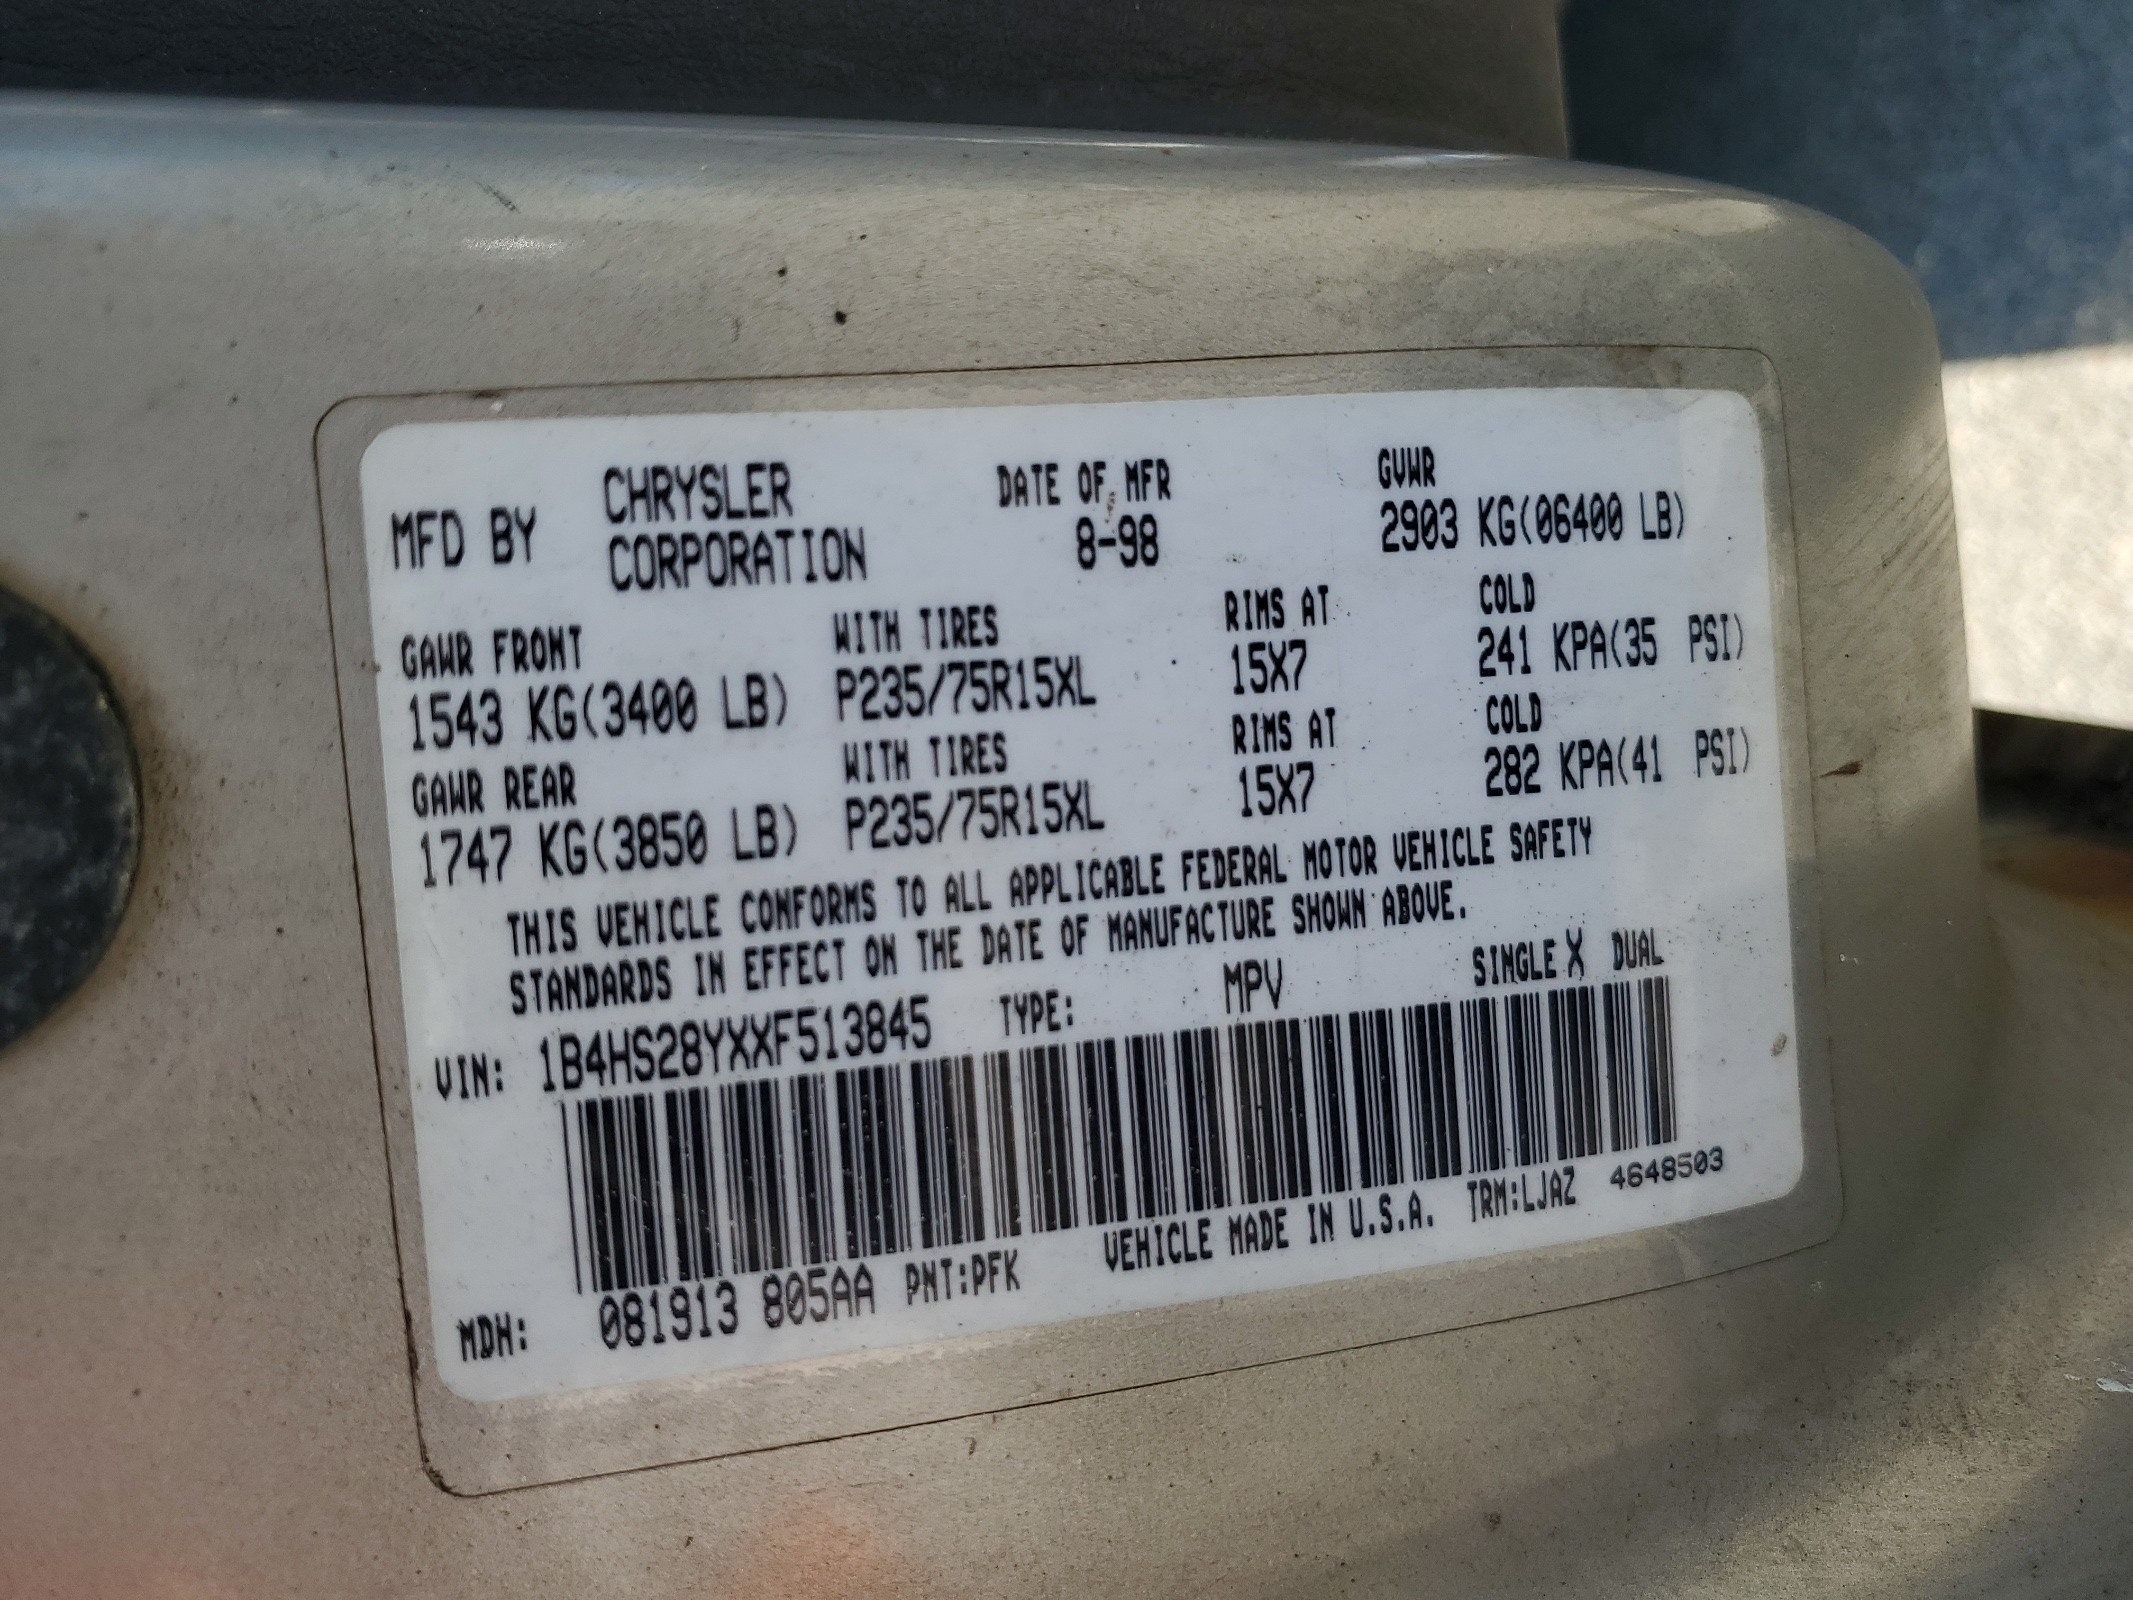 MFD BY CHRYSLER CORPORATION
DATE OF MFR
8-98
GVWR
2903 KG(06400 LB)
GAWR FRONT WITH TIRES RIMS AT COLD
1543 KG(3400 LB) P235/75R15XL 15X7 241 KPA(35 PSI)
GAWR REAR WITH TIRES RIMS AT COLD
1747 KG(3850 LB) P235/75R15XL 15X7 282 KPA(41 PSI)
THIS VEHICLE CONFORMS TO ALL APPLICABLE FEDERAL MOTOR VEHICLE SAFETY
STANDARDS IN EFFECT ON THE DATE OF MANUFACTURE SHOWN ABOVE.
VIN: 1B4HS28YXXF513845 TYPE: MPV SINGLE X DUAL
MDH: 081913 805AA PNT:PFK VEHICLE MADE IN U.S.A. TRM:LJAZ 4648503